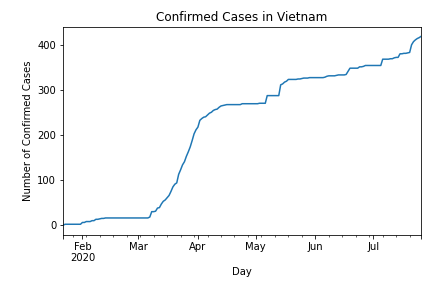 Confirmed Cases in Vietnam
Number of Confirmed Cases
400
300
200
100
0
Feb Mar Apr May Jun Jul
2020
Day